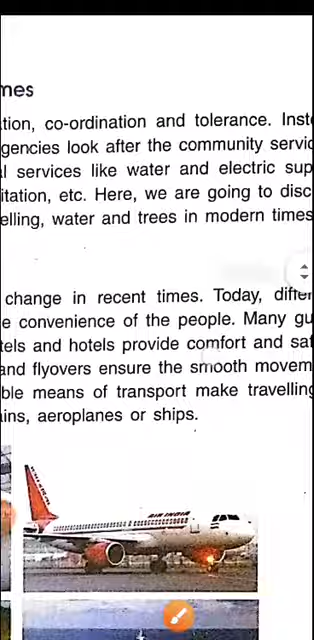 mes
tion, co-ordination and tolerance. Inst
gencies look after the community servic
l services like water and electric sup
itation, etc. Here, we are going to disc
elling, water and trees in modern times
change in recent times. Today, differ
e convenience of the people. Many gu
tels and hotels provide comfort and saf
and flyovers ensure the smooth movem
ble means of transport make travelling
ins, aeroplanes or ships.
AIR INDIA